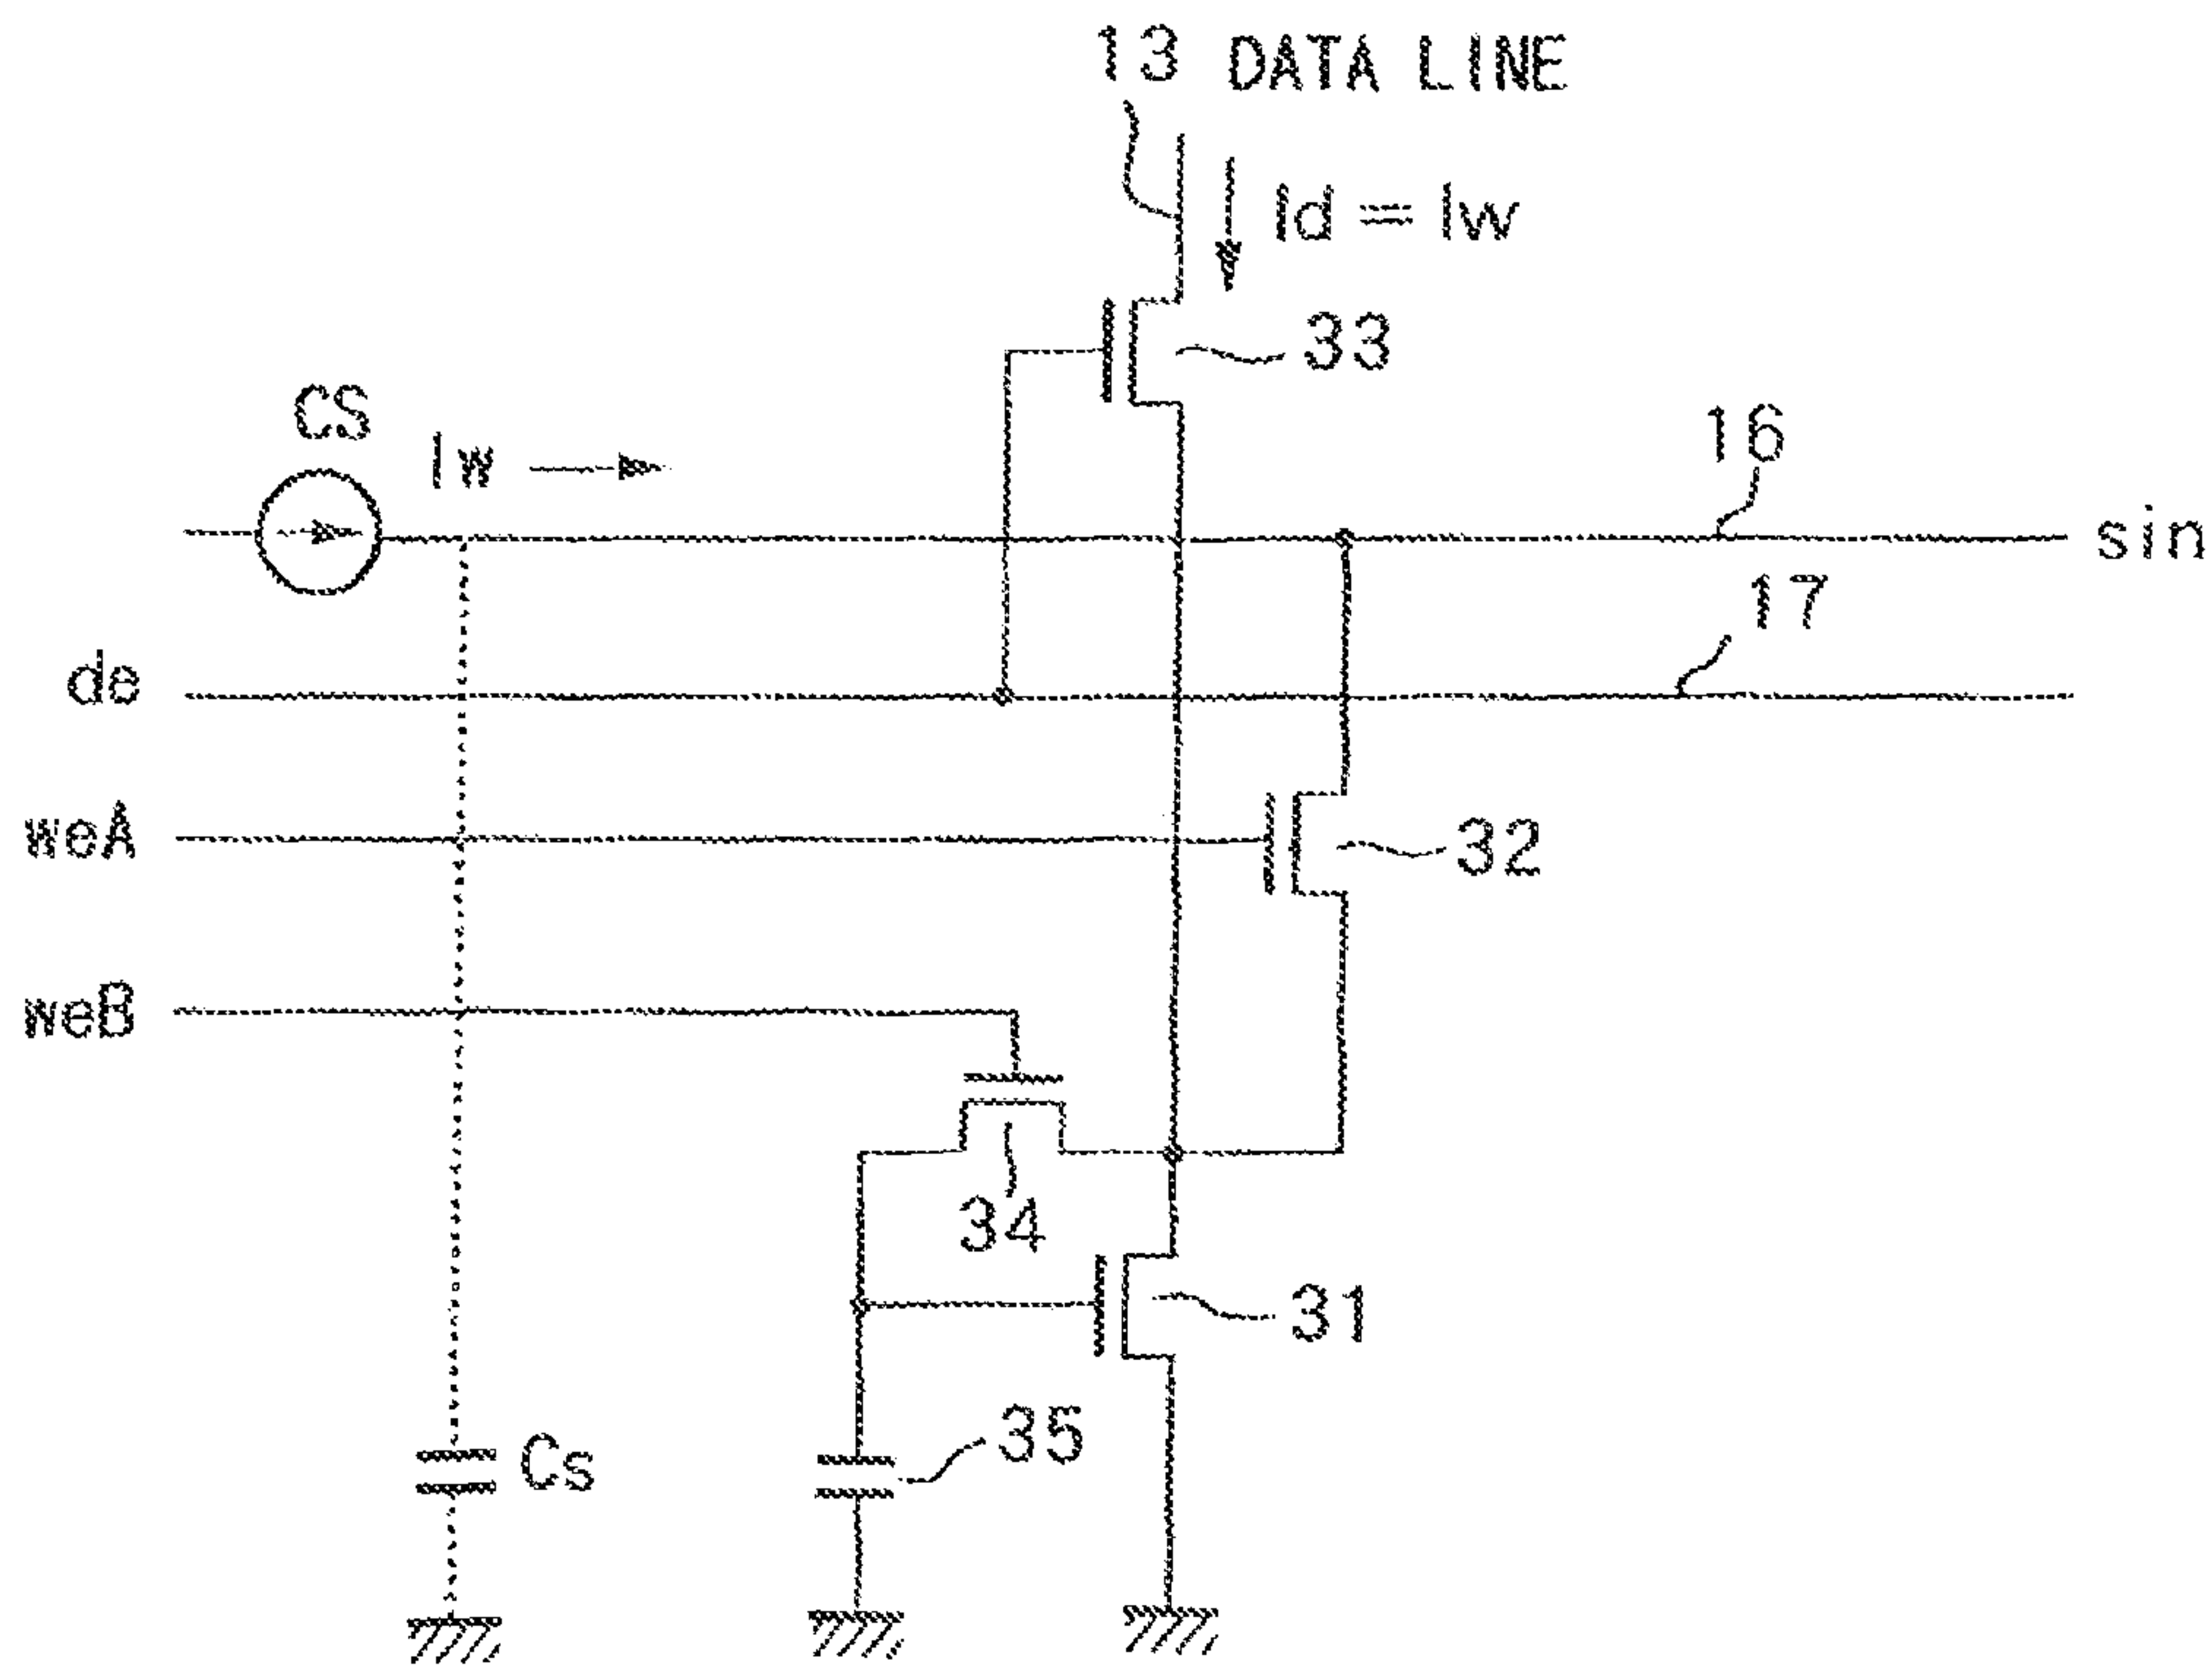 13 DATA LINE
Id = Iw
33
CS
Iw
16
sin
17
de
weA
32
weB
34
31
35
Cs